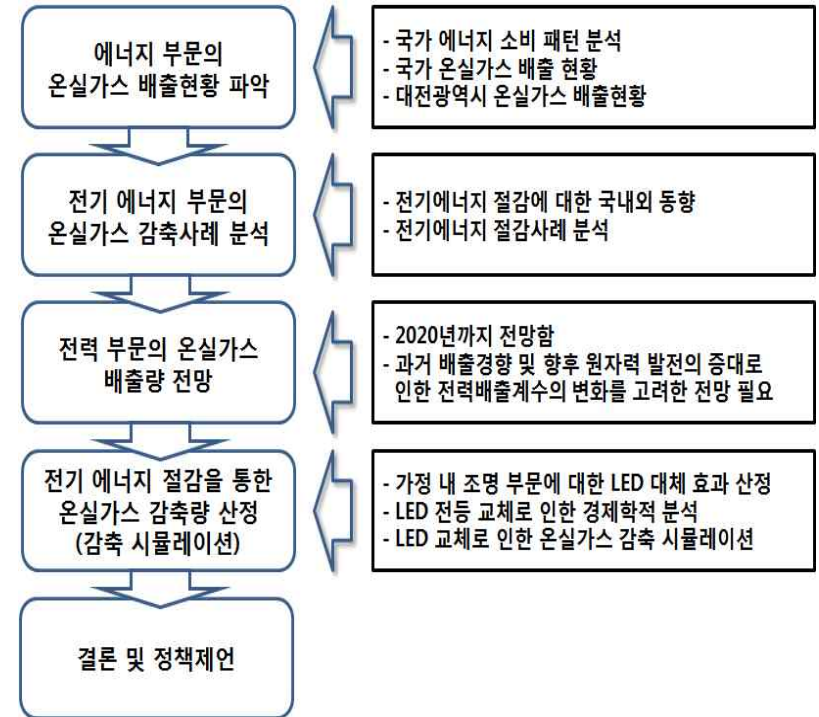 에너지 부문의
온실가스 배출현황 파악
- 국가 에너지 소비 패턴 분석
- 국가 온실가스 배출 현황
- 대전광역시 온실가스 배출현황
전기 에너지 부문의
온실가스 감축사례 분석
- 전기에너지 절감에 대한 국내외 동향
- 전기에너지 절감사례 분석
전력 부문의 온실가스
배출량 전망
- 2020년까지 전망함
- 과거 배출경향 및 향후 원자력 발전의 증대로
인한 전력배출계수의 변화를 고려한 전망 필요
전기 에너지 절감을 통한
온실가스 감축량 산정
(감축 시뮬레이션)
- 가정 내 조명 부문에 대한 LED 대체 효과 산정
- LED 전등 교체로 인한 경제학적 분석
- LED 교체로 인한 온실가스 감축 시뮬레이션
결론 및 정책제언